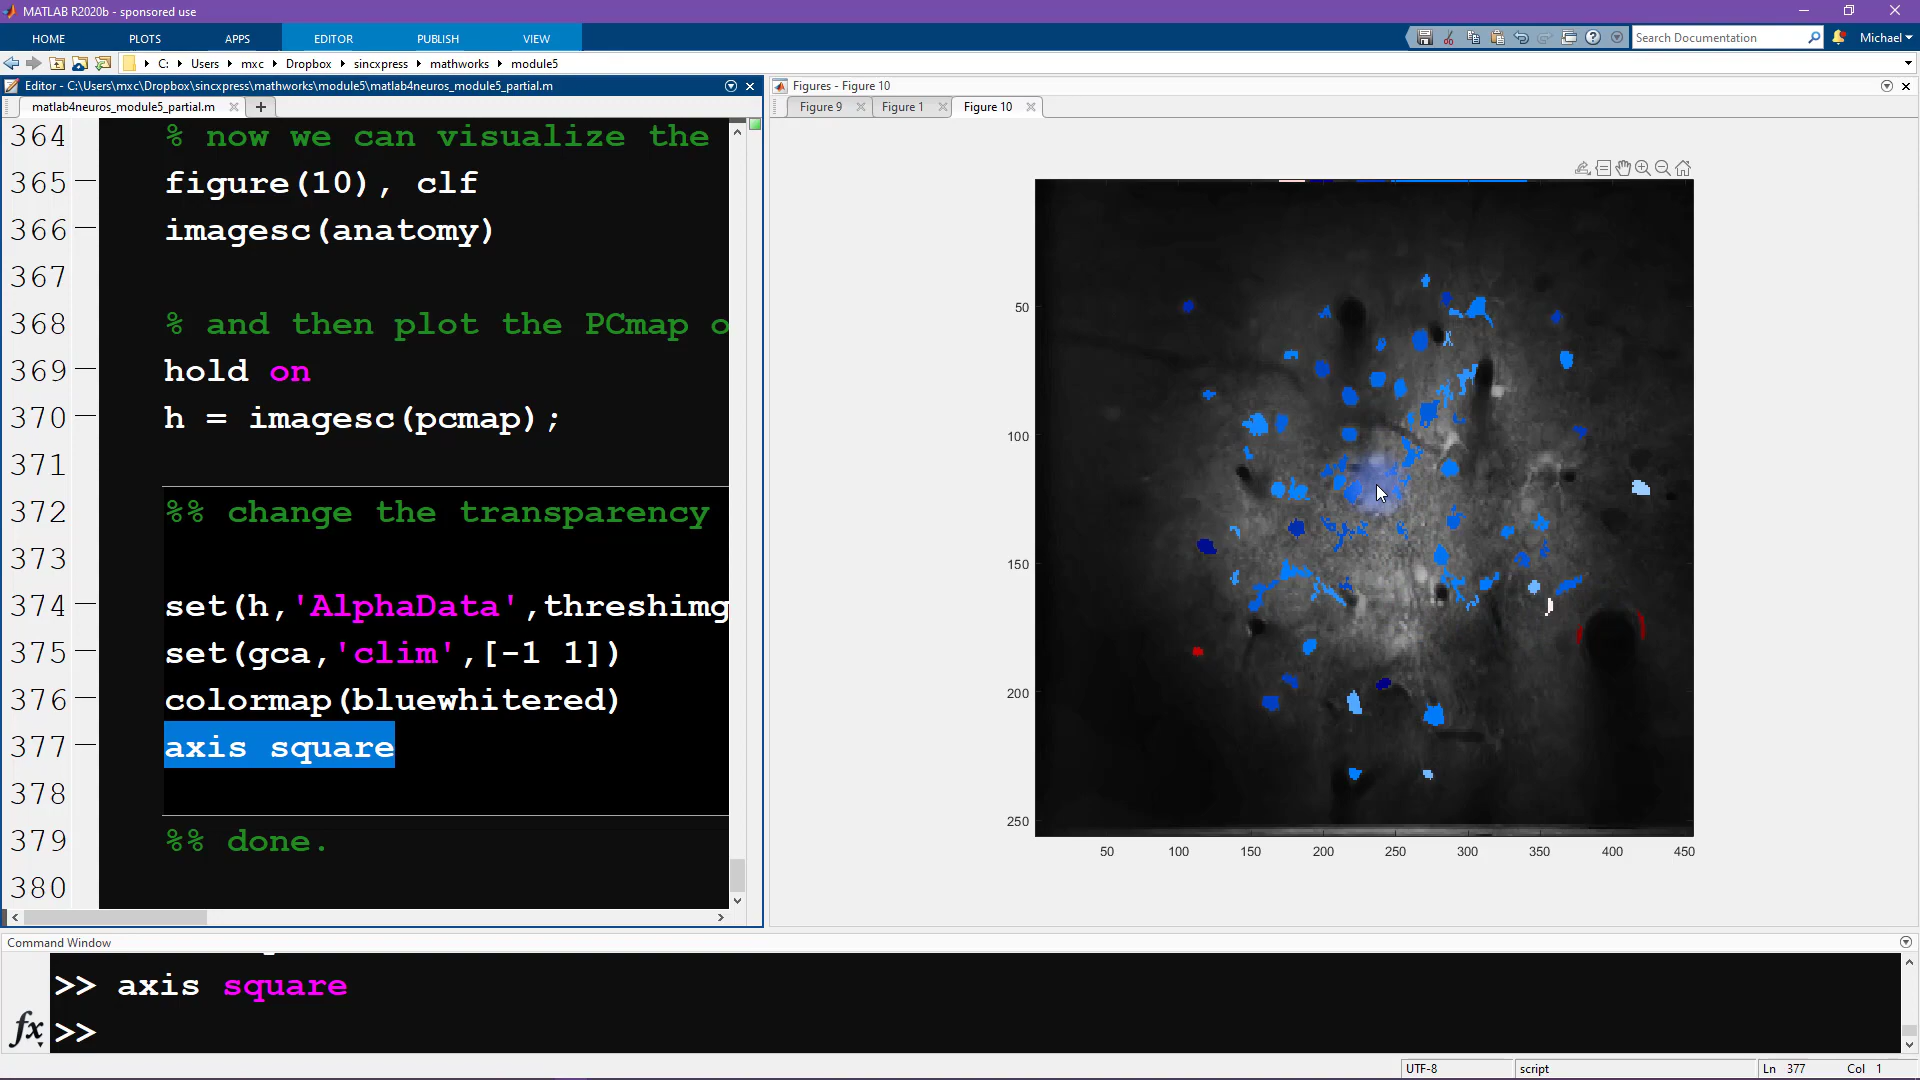 MATLAB R2020b - sponsored use
HOME PLOTS APPS EDITOR PUBLISH VIEW
Search Documentation
Michael
C: Users mxc Dropbox sincxpress mathworks module5
Editor - C:\Users\mxc\Dropbox\sincxpress\mathworks\module5\matlab4neuros_module5_partial.m
matlab4neuros_module5_partial.m
364 % now we can visualize the
365 figure(10), clf
366 imagesc(anatomy)
367
368 % and then plot the PCmap o
369 hold on
370 h = imagesc(pcmap);
371
372 %% change the transparency
373
374 set(h,'AlphaData',threshimg
375 set(gca,'clim',[-1 1])
376 colormap(bluewhitered)
377 axis square
378
379 %% done.
380
Figures - Figure 10
Figure 9 Figure 1 Figure 10
50
100
150
200
250
50 100 150 200 250 300 350 400 450
Command Window
>> axis square
fx >>
UTF-8 script Ln 377 Col 1